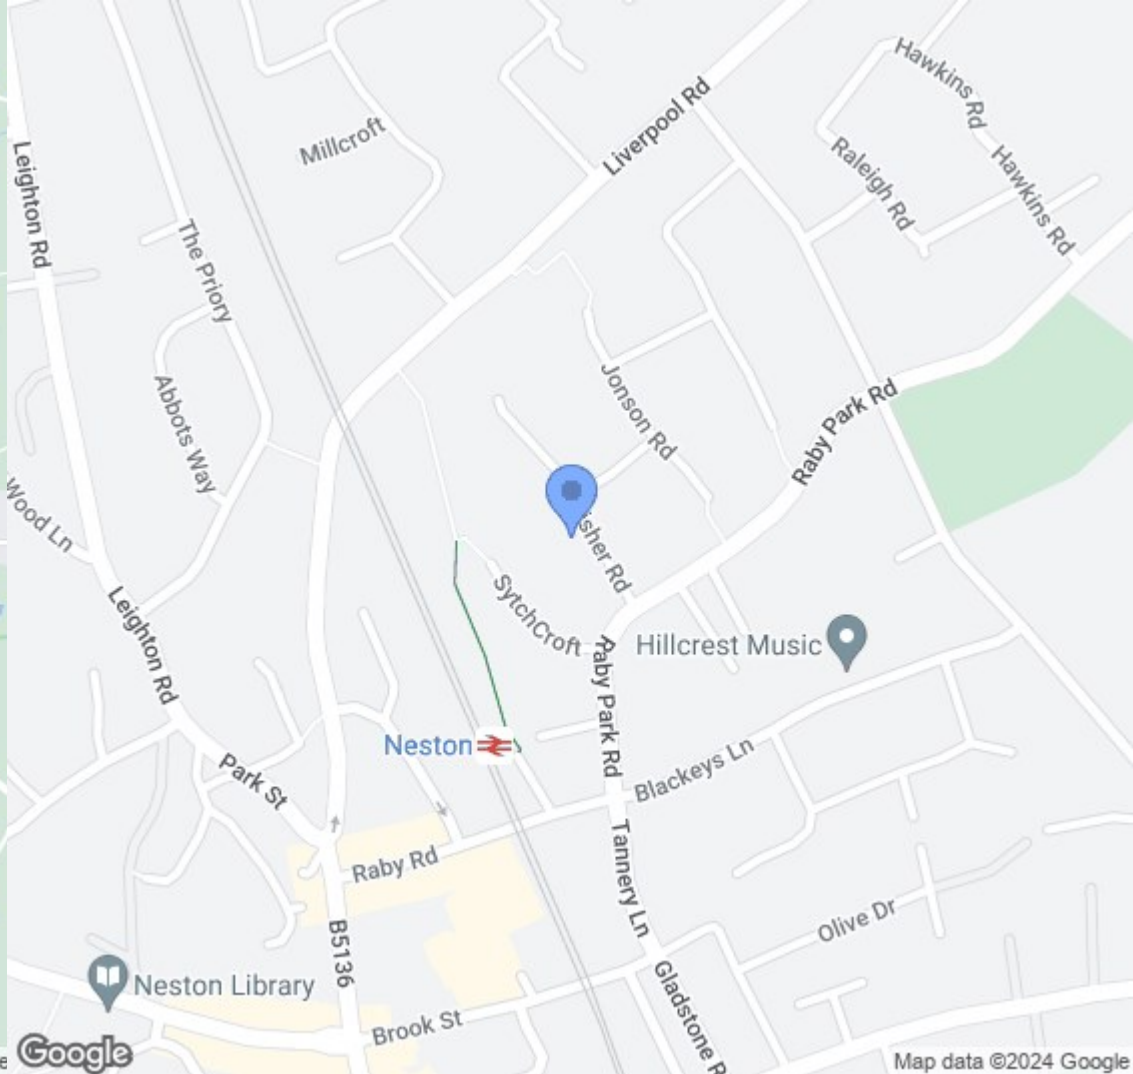 Hawkins Rd
Liverpool Rd
Millcroft
Raleigh Rd
Hawkins Rd
Leighton Rd
The Priory
Jonson Rd
Abbots Way
Raby Park Rd
Wood Ln
isher Rd
SytchCroft
Leighton Rd
Hillcrest Music
Raby Park Rd
Neston
Blackeys Ln
Park St
Raby Rd
Tannery Ln
Olive Dr
B5136
Neston Library
Gladstone R
Brook St
Google
Map data ©2024 Google